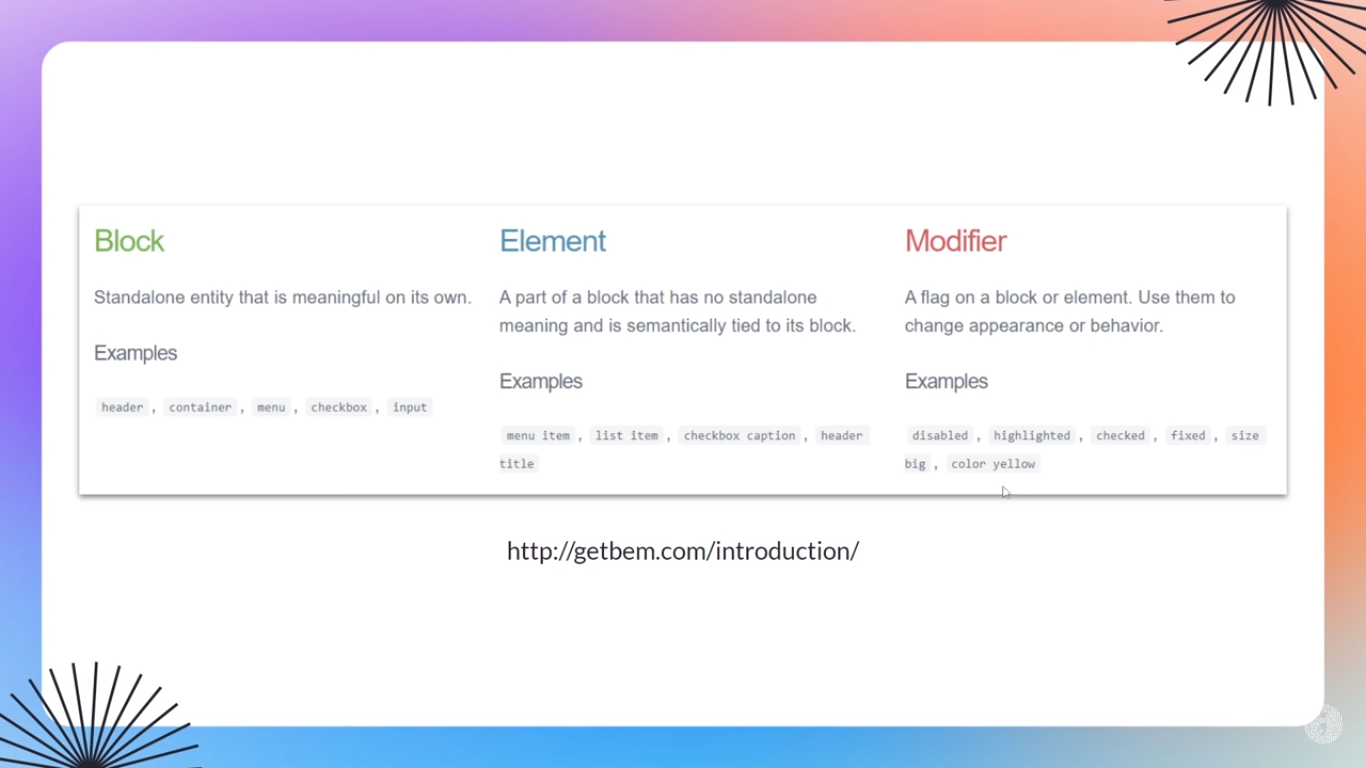 Block
Standalone entity that is meaningful on its own.
Examples
header , container , menu , checkbox , input
Element
A part of a block that has no standalone
meaning and is semantically tied to its block.
Examples
menu item , list item , checkbox caption , header
title
Modifier
A flag on a block or element. Use them to
change appearance or behavior.
Examples
disabled , highlighted , checked , fixed , size
big , color yellow
http://getbem.com/introduction/